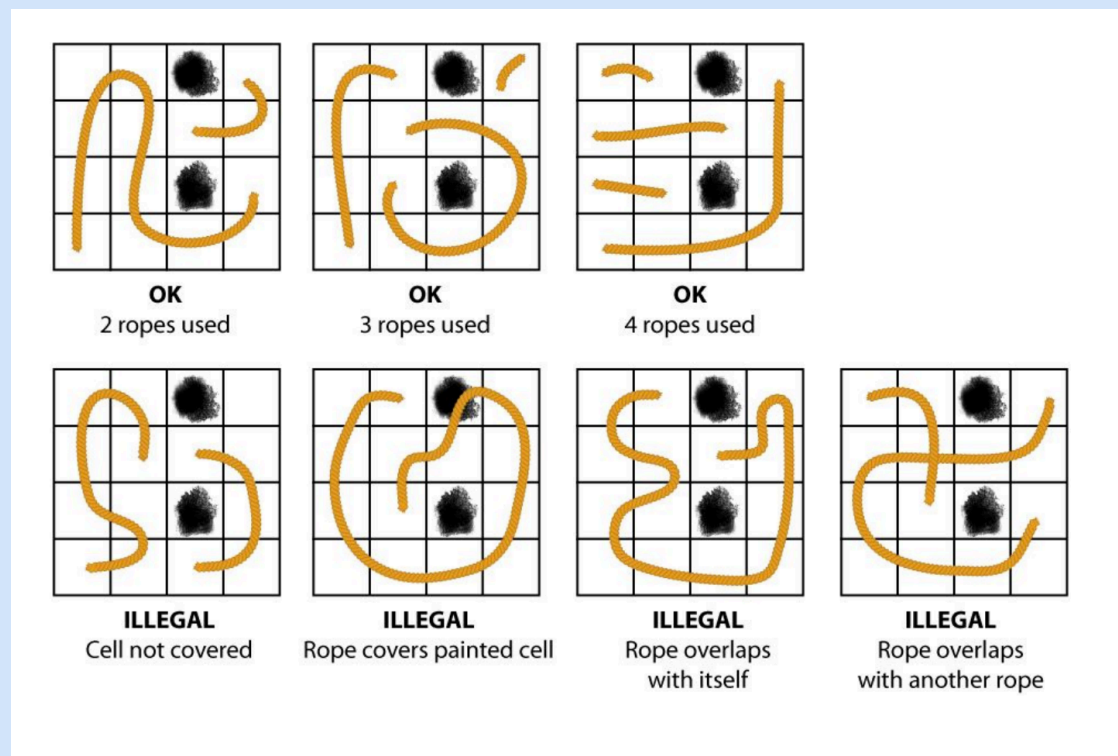 OK
2 ropes used
OK
3 ropes used
OK
4 ropes used
ILLEGAL
Cell not covered
ILLEGAL
Rope covers painted cell
ILLEGAL
Rope overlaps
with itself
ILLEGAL
Rope overlaps
with another rope